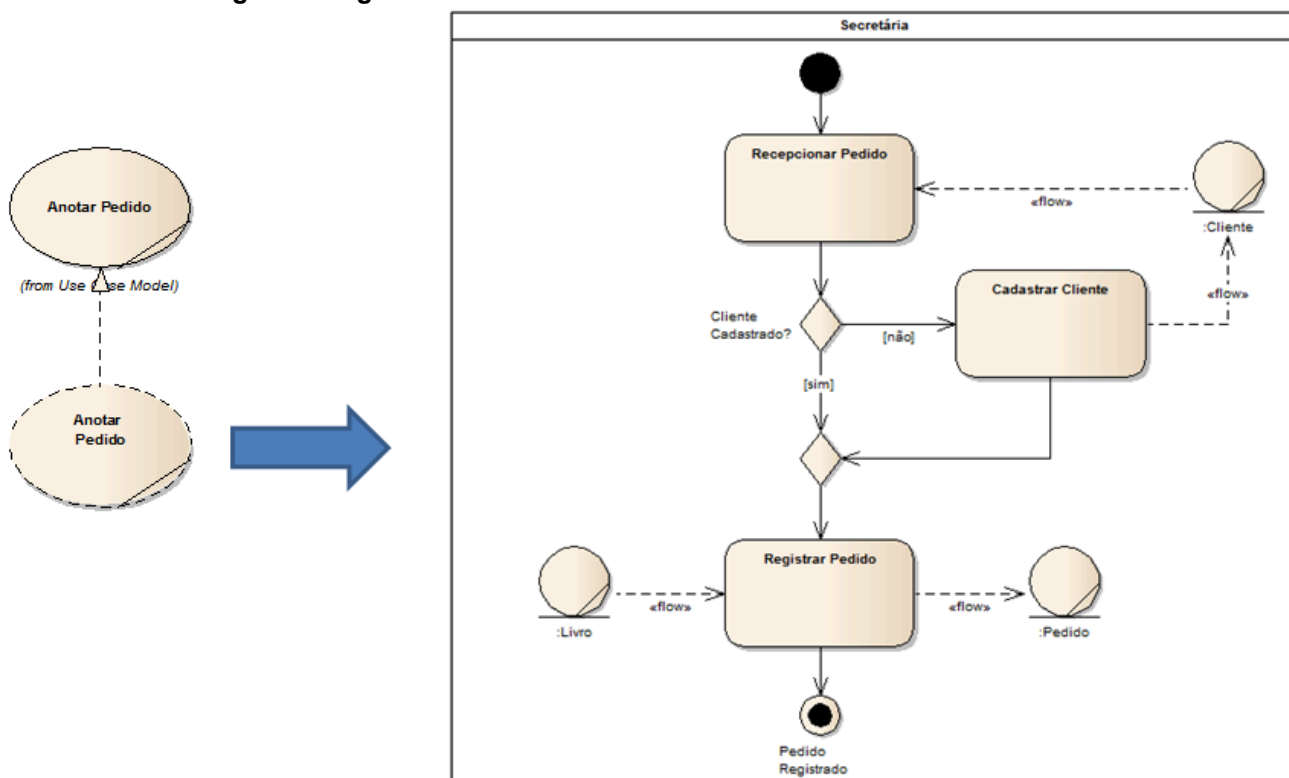 Secretária
Recepcionar Pedido
Anotar Pedido
«flow»
:Cliente
(from Use Case Model)
Cadastrar Cliente
«flow»
Cliente
Cadastrado?
[não]
[sim]
Anotar
Pedido
Registrar Pedido
«flow»
«flow»
:Livro
:Pedido
Pedido
Registrado